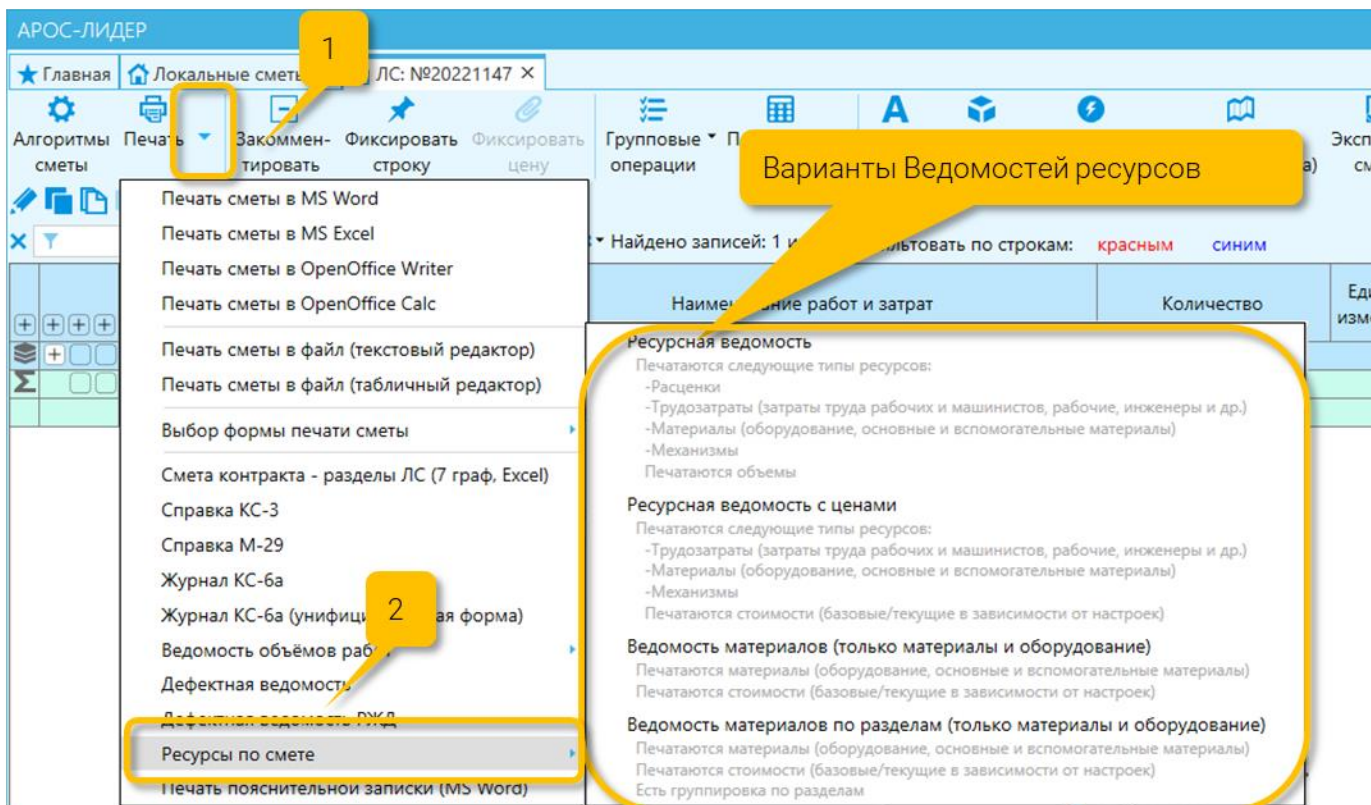 АРОС-ЛИДЕР
1
Главная Локальные сметы ЛС: №20221147 ×
Алгоритмы сметы
Печать
Закоммен-тировать
Фиксировать строку
Фиксировать цену
Групповые операции
Варианты Ведомостей ресурсов
Найдено записей: 1 по строкам: красным синим
Наименование работ и затрат Количество
Печать сметы в MS Word
Печать сметы в MS Excel
Печать сметы в OpenOffice Writer
Печать сметы в OpenOffice Calc
Печать сметы в файл (текстовый редактор)
Печать сметы в файл (табличный редактор)
Выбор формы печати сметы
Смета контракта - разделы ЛС (7 граф, Excel)
Справка КС-3
Справка М-29
Журнал КС-6а
Журнал КС-6а форма)
2
Ведомость объёмов работ
Дефектная ведомость
Дефектная ведомость РЖД
Ресурсы по смете
Печать пояснительной записки (MS Word)
Ресурсная ведомость
Печатаются следующие типы ресурсов:
-Расценки
-Трудозатраты (затраты труда рабочих и машинистов, рабочие, инженеры и др.)
-Материалы (оборудование, основные и вспомогательные материалы)
-Механизмы
Печатаются объемы
Ресурсная ведомость с ценами
Печатаются следующие типы ресурсов:
-Трудозатраты (затраты труда рабочих и машинистов, рабочие, инженеры и др.)
-Материалы (оборудование, основные и вспомогательные материалы)
-Механизмы
Печатаются стоимости (базовые/текущие в зависимости от настроек)
Ведомость материалов (только материалы и оборудование)
Печатаются материалы (оборудование, основные и вспомогательные материалы)
Печатаются стоимости (базовые/текущие в зависимости от настроек)
Ведомость материалов по разделам (только материалы и оборудование)
Печатаются материалы (оборудование, основные и вспомогательные материалы)
Печатаются стоимости (базовые/текущие в зависимости от настроек)
Есть группировка по разделам